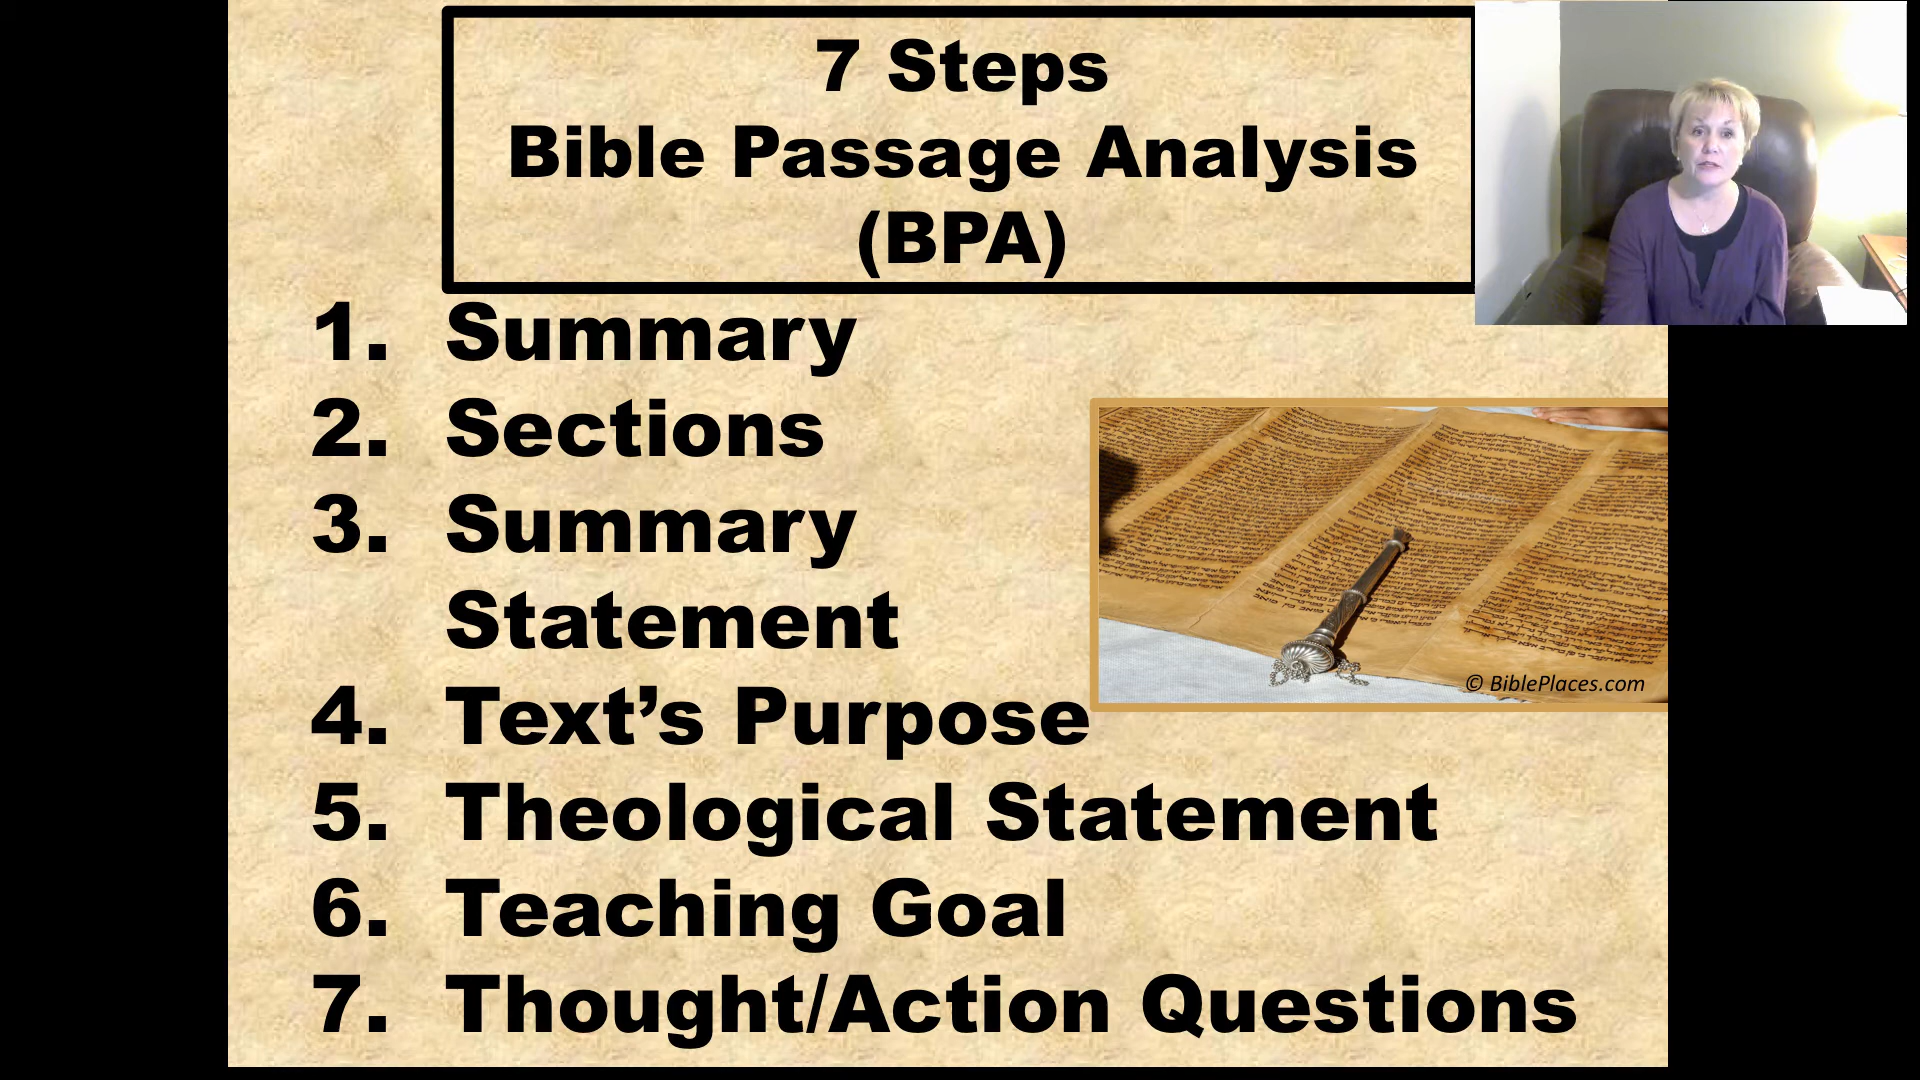 7 Steps
Bible Passage Analysis
(BPA)
1. Summary
2. Sections
3. Summary
Statement
4. Text’s Purpose
5. Theological Statement
6. Teaching Goal
7. Thought/Action Questions
© BiblePlaces.com